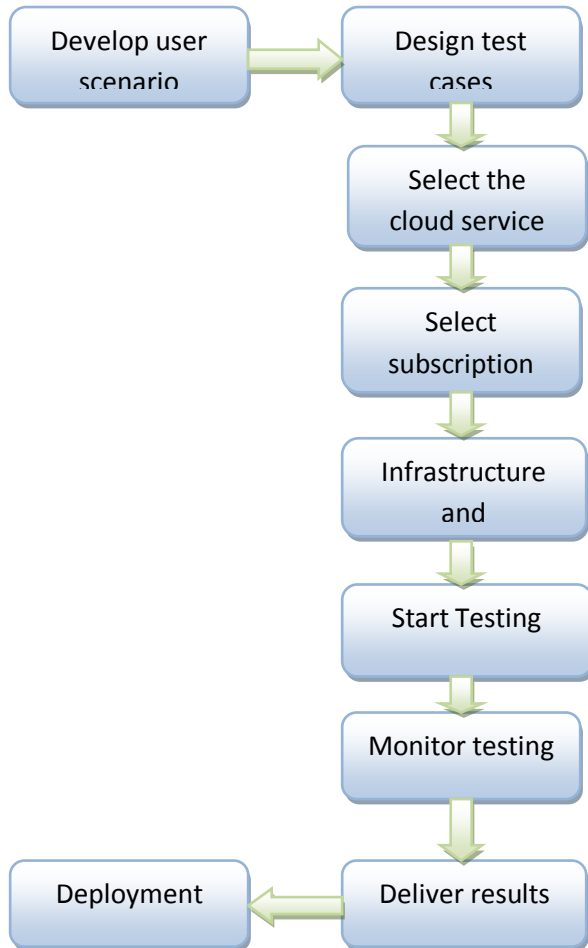 Develop user
scenario
Design test
cases
Select the
cloud service
Select
subscription
Infrastructure
and
Start Testing
Monitor testing
Deliver results
Deployment